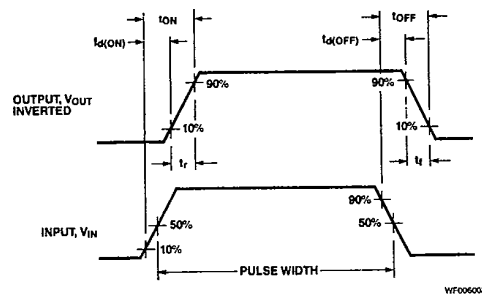 tON
tOFF
td(ON)
td(OFF)
90%
90%
OUTPUT, VOUT
INVERTED
10%
10%
tr
tf
90%
50%
50%
INPUT, VIN
10%
PULSE WIDTH